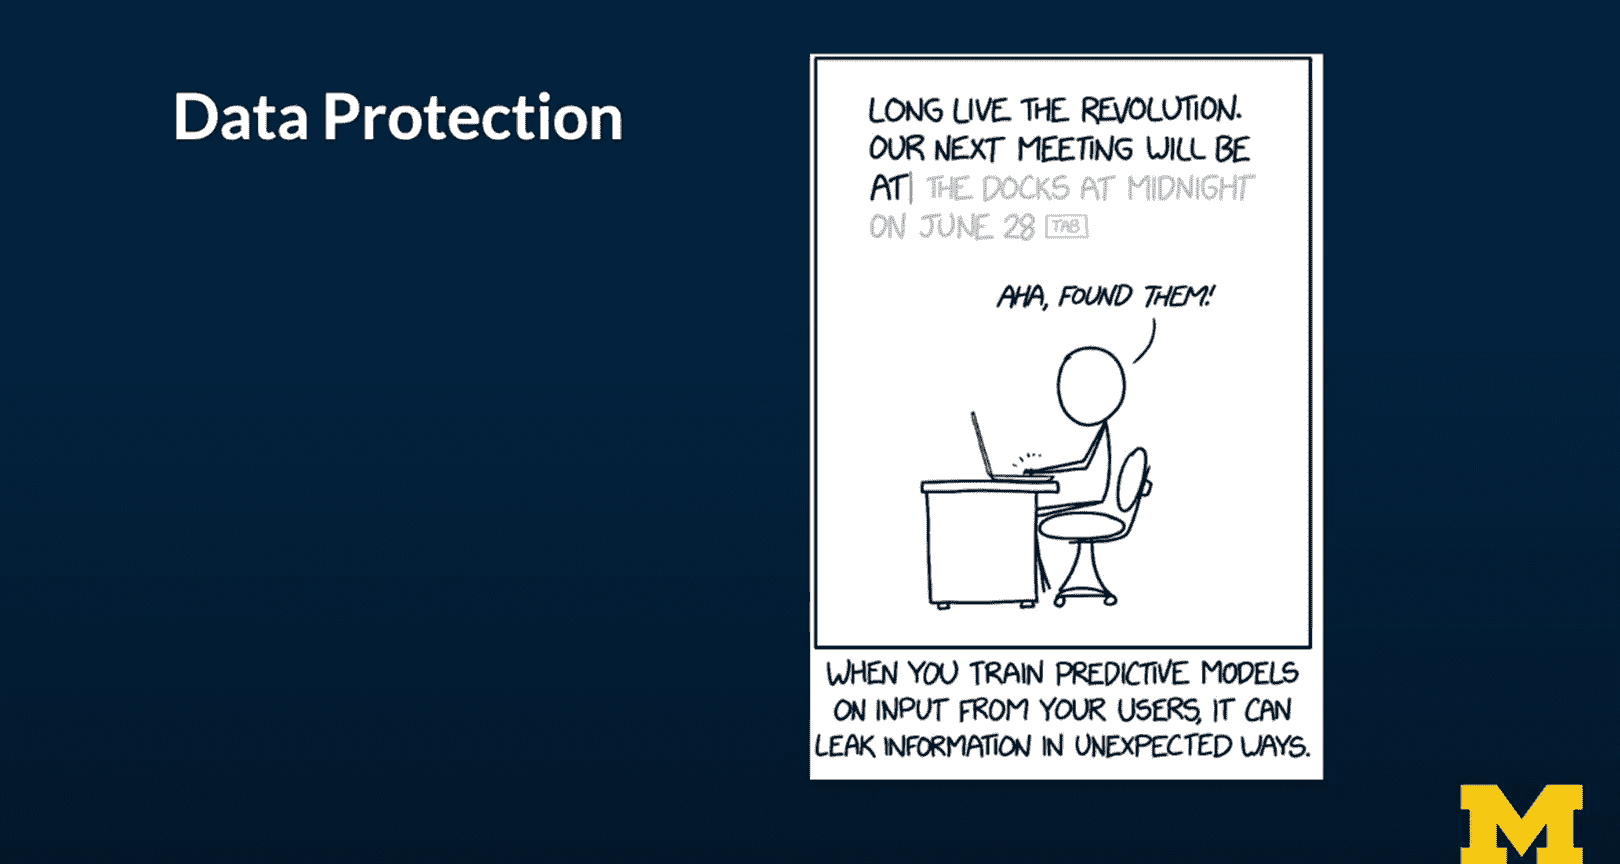 Data Protection
LONG LIVE THE REVOLUTION.
OUR NEXT MEETING WILL BE
AT| THE DOCKS AT MIDNIGHT
ON JUNE 28 TAB
AHA, FOUND THEM!
WHEN YOU TRAIN PREDICTIVE MODELS
ON INPUT FROM YOUR USERS, IT CAN
LEAK INFORMATION IN UNEXPECTED WAYS.
M